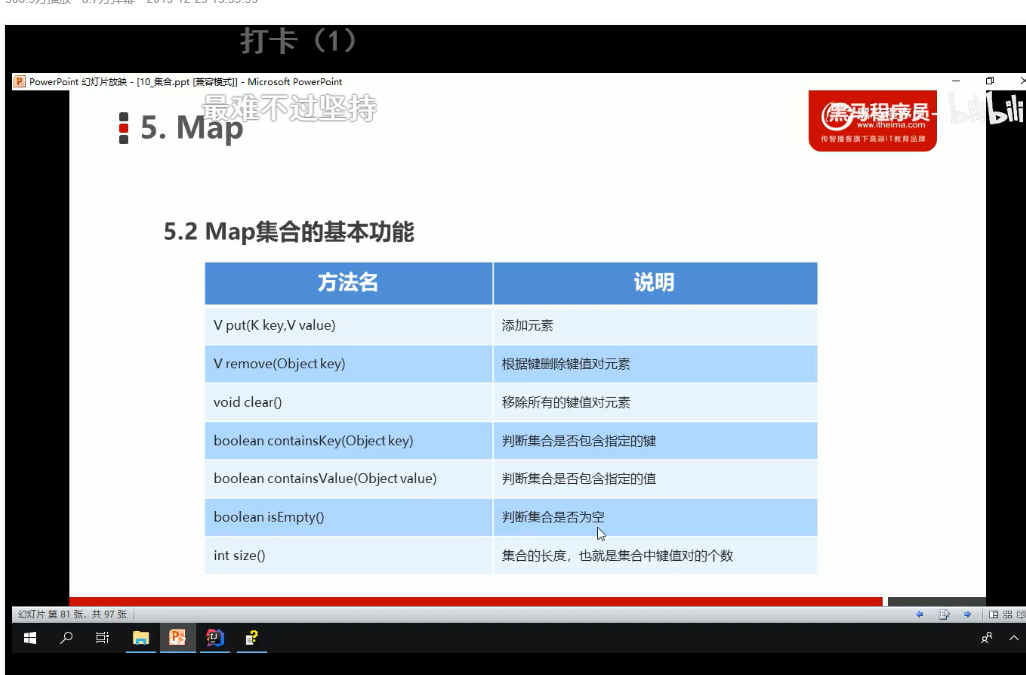 打卡（1）
PowerPoint 幻灯片放映 - [10_集合.ppt [兼容模式]] - Microsoft PowerPoint
最难不过坚持
5. Map
黑马程序员
www.itheima.com
传智播客旗下高端IT教育品牌
bilibili
5.2 Map集合的基本功能
方法名 说明
V put(K key,V value) 添加元素
V remove(Object key) 根据键删除键值对元素
void clear() 移除所有的键值对元素
boolean containsKey(Object key) 判断集合是否包含指定的键
boolean containsValue(Object value) 判断集合是否包含指定的值
boolean isEmpty() 判断集合是否为空
int size() 集合的长度，也就是集合中键值对的个数
幻灯片 第 81 张，共 97 张